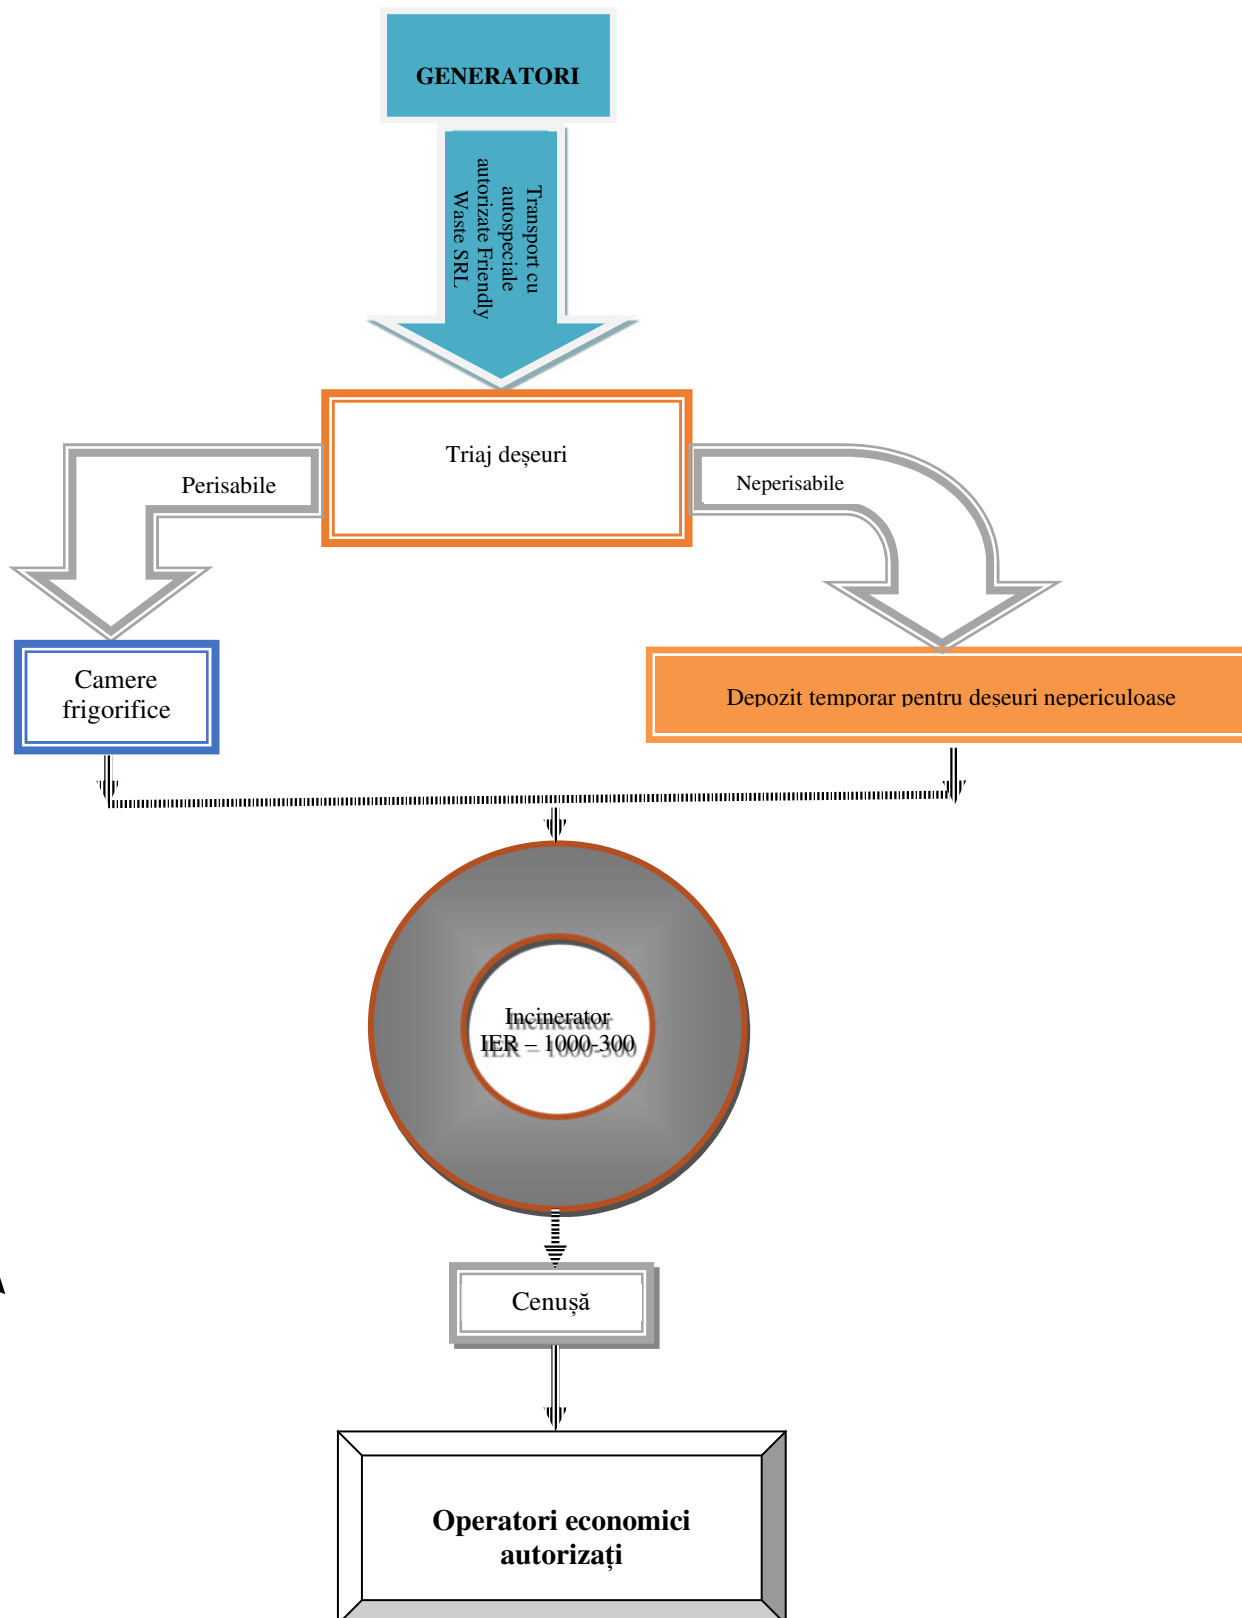 GENERATORI
Transport cu
autospeciale
autorizate Friendly
Waste SRL
Triaj deșeuri
Perisabile
Neperisabile
Camere
frigorifice
Depozit temporar pentru deșeuri nepericuloase
Incinerator
IER – 1000-300
Cenușă
Operatori economici
autorizați